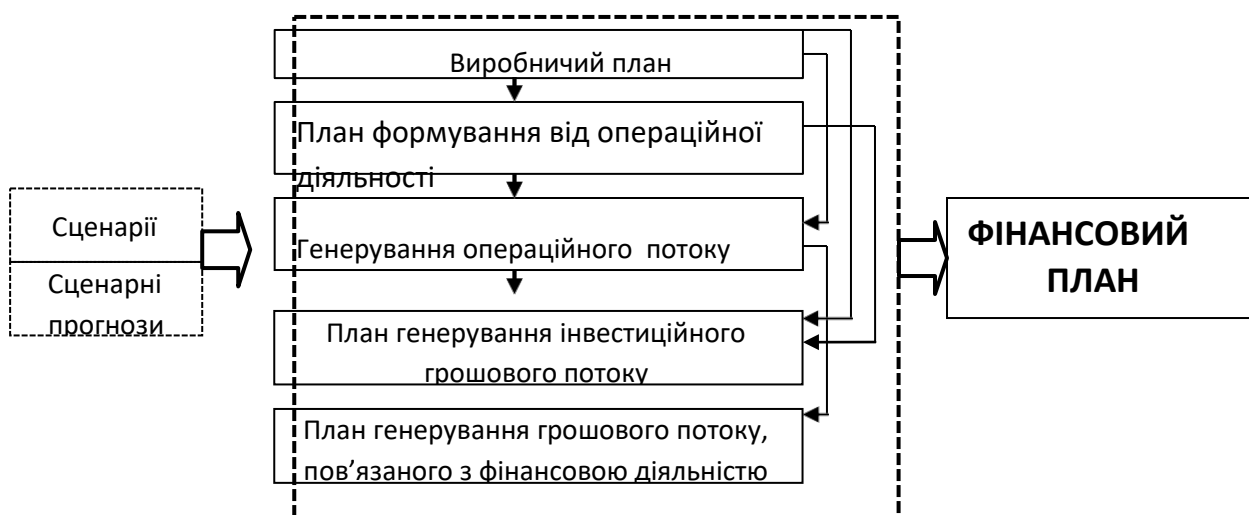 Виробничий план
План формування від операційної
діяльності
Сценарії
Сценарні
прогнози
Генерування операційного потоку
План генерування інвестиційного
грошового потоку
План генерування грошового потоку,
пов’язаного з фінансовою діяльністю
ФІНАНСОВИЙ
ПЛАН